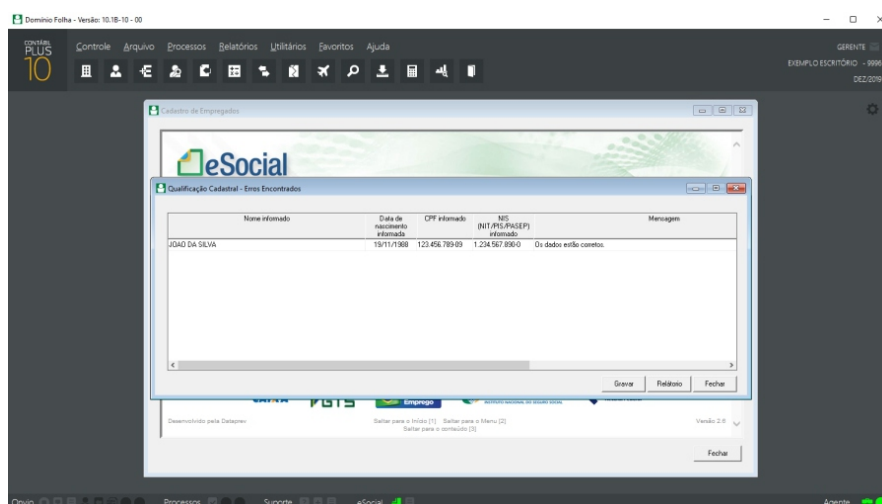 Domínio Folha - Versão: 10.1B-10 - 00
CONTÁBIL
PLUS
10
Controle Arquivo Processos Relatórios Utilitários Favoritos Ajuda
GERENTE
EXEMPLO ESCRITÓRIO - 9996
DEZ/2019
Cadastro de Empregados
eSocial
Qualificação Cadastral - Erros Encontrados
Nome informado
Data de nascimento informada
CPF informado
NIS (NIT/PIS/PASEP) informado
Mensagem
JOAO DA SILVA 19/11/1988 123.456.789-09 1.234.567.890-0 Os dados estão corretos.
Gravar Relatório Fechar
Emprego
Desenvolvido pela Dataprev
Saltar para o Início [1] Saltar para o Menu [2]
Saltar para o conteúdo [3]
Versão 2.6
Fechar
Onvio Processos Suporte eSocial Agente